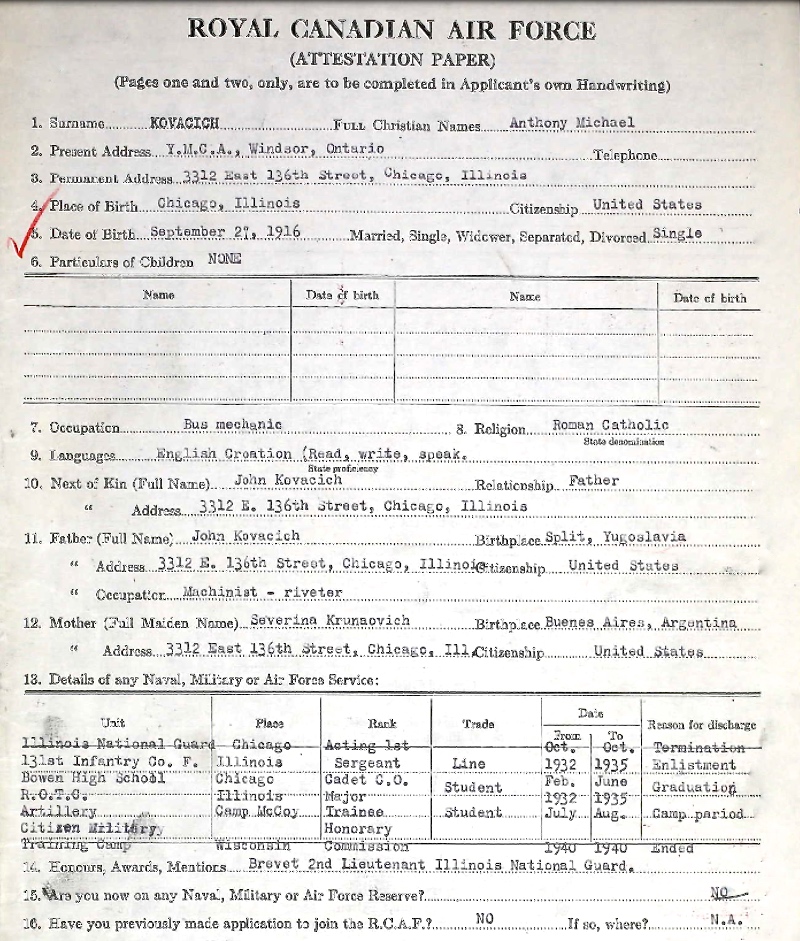 ROYAL CANADIAN AIR FORCE
(ATTESTATION PAPER)
(Pages one and two, only, are to be completed in Applicant's own Handwriting)
1. Surname KOVACICH FULL Christian Names Anthony Michael
2. Present Address Y.M.C.A., Windsor, Ontario Telephone
3. Permanent Address 3312 East 136th Street, Chicago, Illinois
4. Place of Birth Chicago, Illinois Citizenship United States
5. Date of Birth September 27, 1916 Married, Single, Widower, Separated, Divorced Single
6. Particulars of Children NONE
Name Date of birth Name Date of birth
7. Occupation Bus mechanic 8. Religion Roman Catholic
State denomination
9. Languages English Croation (Read, write, speak.
State proficiency
10. Next of Kin (Full Name) John Kovacich Relationship Father
" Address 3312 E. 136th Street, Chicago, Illinois
11. Father (Full Name) John Kovacich Birthplace Split, Yugoslavia
" Address 3312 E. 136th Street, Chicago, Illinois Citizenship United States
" Occupation Machinist - riveter
12. Mother (Full Maiden Name) Severina Krunaovich Birthplace Buenes Aires, Argentina
" Address 3312 East 136th Street, Chicago, Ill. Citizenship United States
13. Details of any Naval, Military or Air Force Service:
Unit Place Rank Trade Date Reason for discharge
From To
Illinois National Guard Chicago Acting 1st Oct. Oct. Termination
131st Infantry Co. F. Illinois Sergeant Line 1932 1935 Enlistment
Bowen High School Chicago Cadet C.O. Student Feb. June Graduation
R.O.T.C. Illinois Major 1932 1935
Artillery Camp McCoy Trainee Student July Aug. Camp period
Citizen Military Honorary
Training Camp Wisconsin Commission 1940 1940 Ended
14. Honours, Awards, Mentions Brevet 2nd Lieutenant Illinois National Guard.
15. Are you now on any Naval, Military or Air Force Reserve? NO
16. Have you previously made application to join the R.C.A.F.? NO If so, where? N.A.